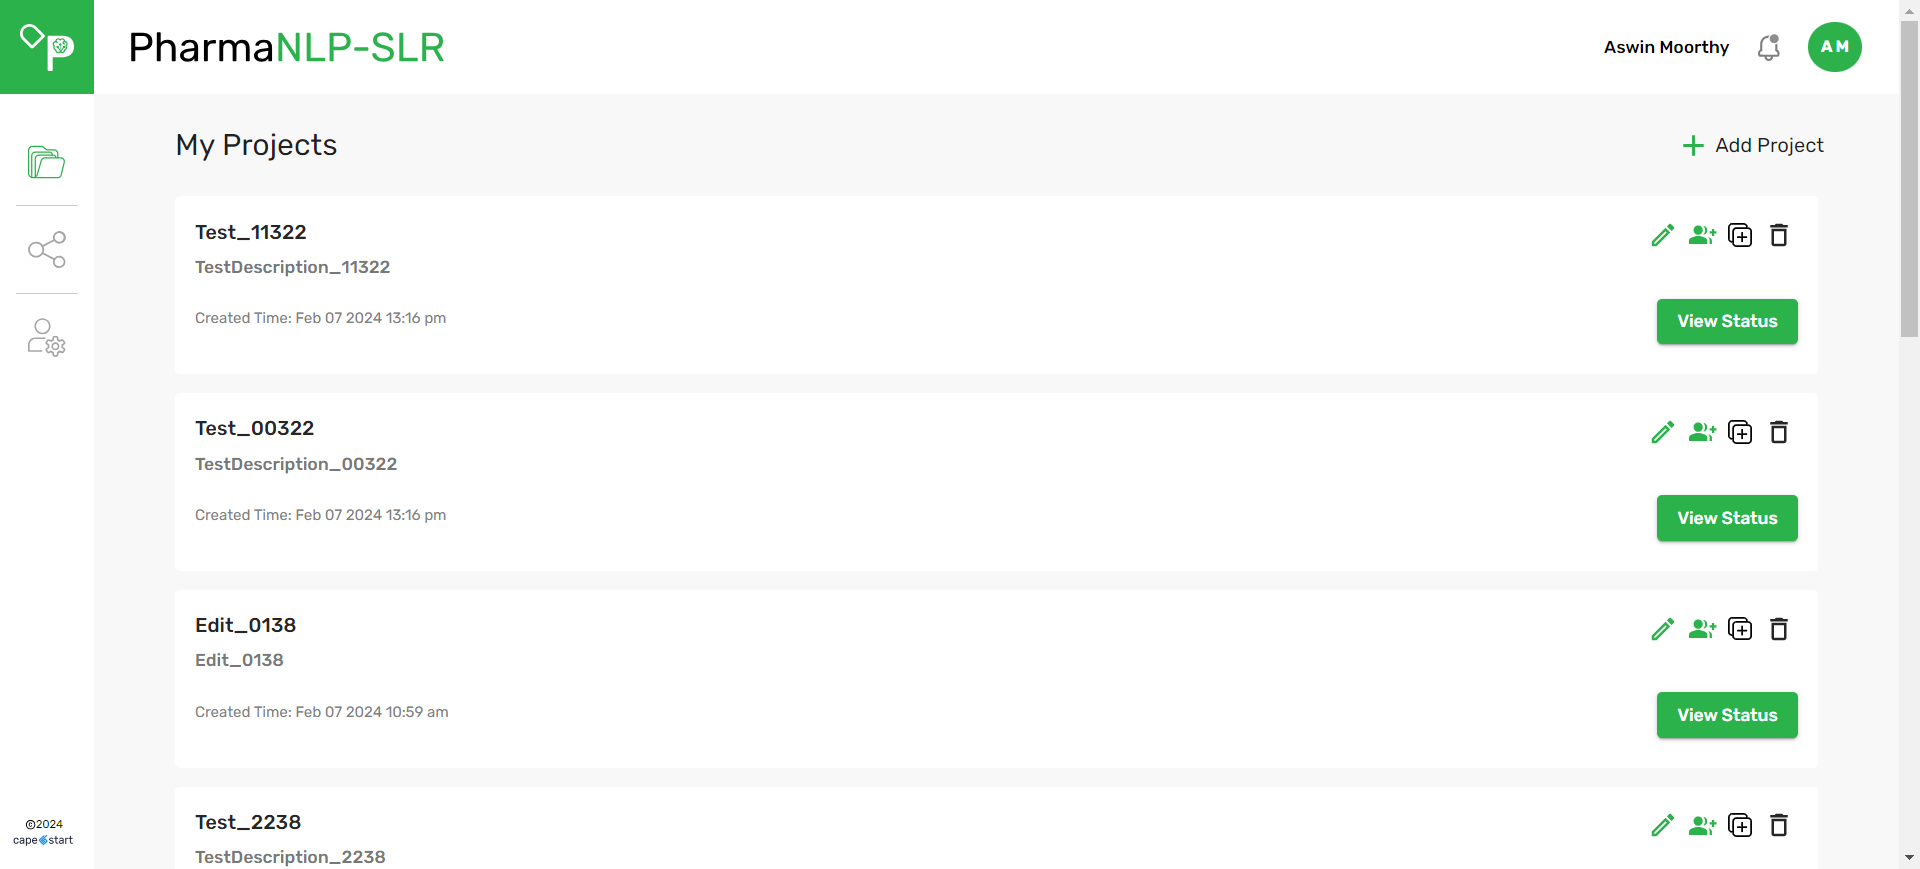 P
PharmaNLP-SLR
Aswin Moorthy
AM
My Projects
Add Project
Test_11322
TestDescription_11322
Created Time: Feb 07 2024 13:16 pm
View Status
Test_00322
TestDescription_00322
Created Time: Feb 07 2024 13:16 pm
View Status
Edit_0138
Edit_0138
Created Time: Feb 07 2024 10:59 am
View Status
Test_2238
TestDescription_2238
©2024
cape start